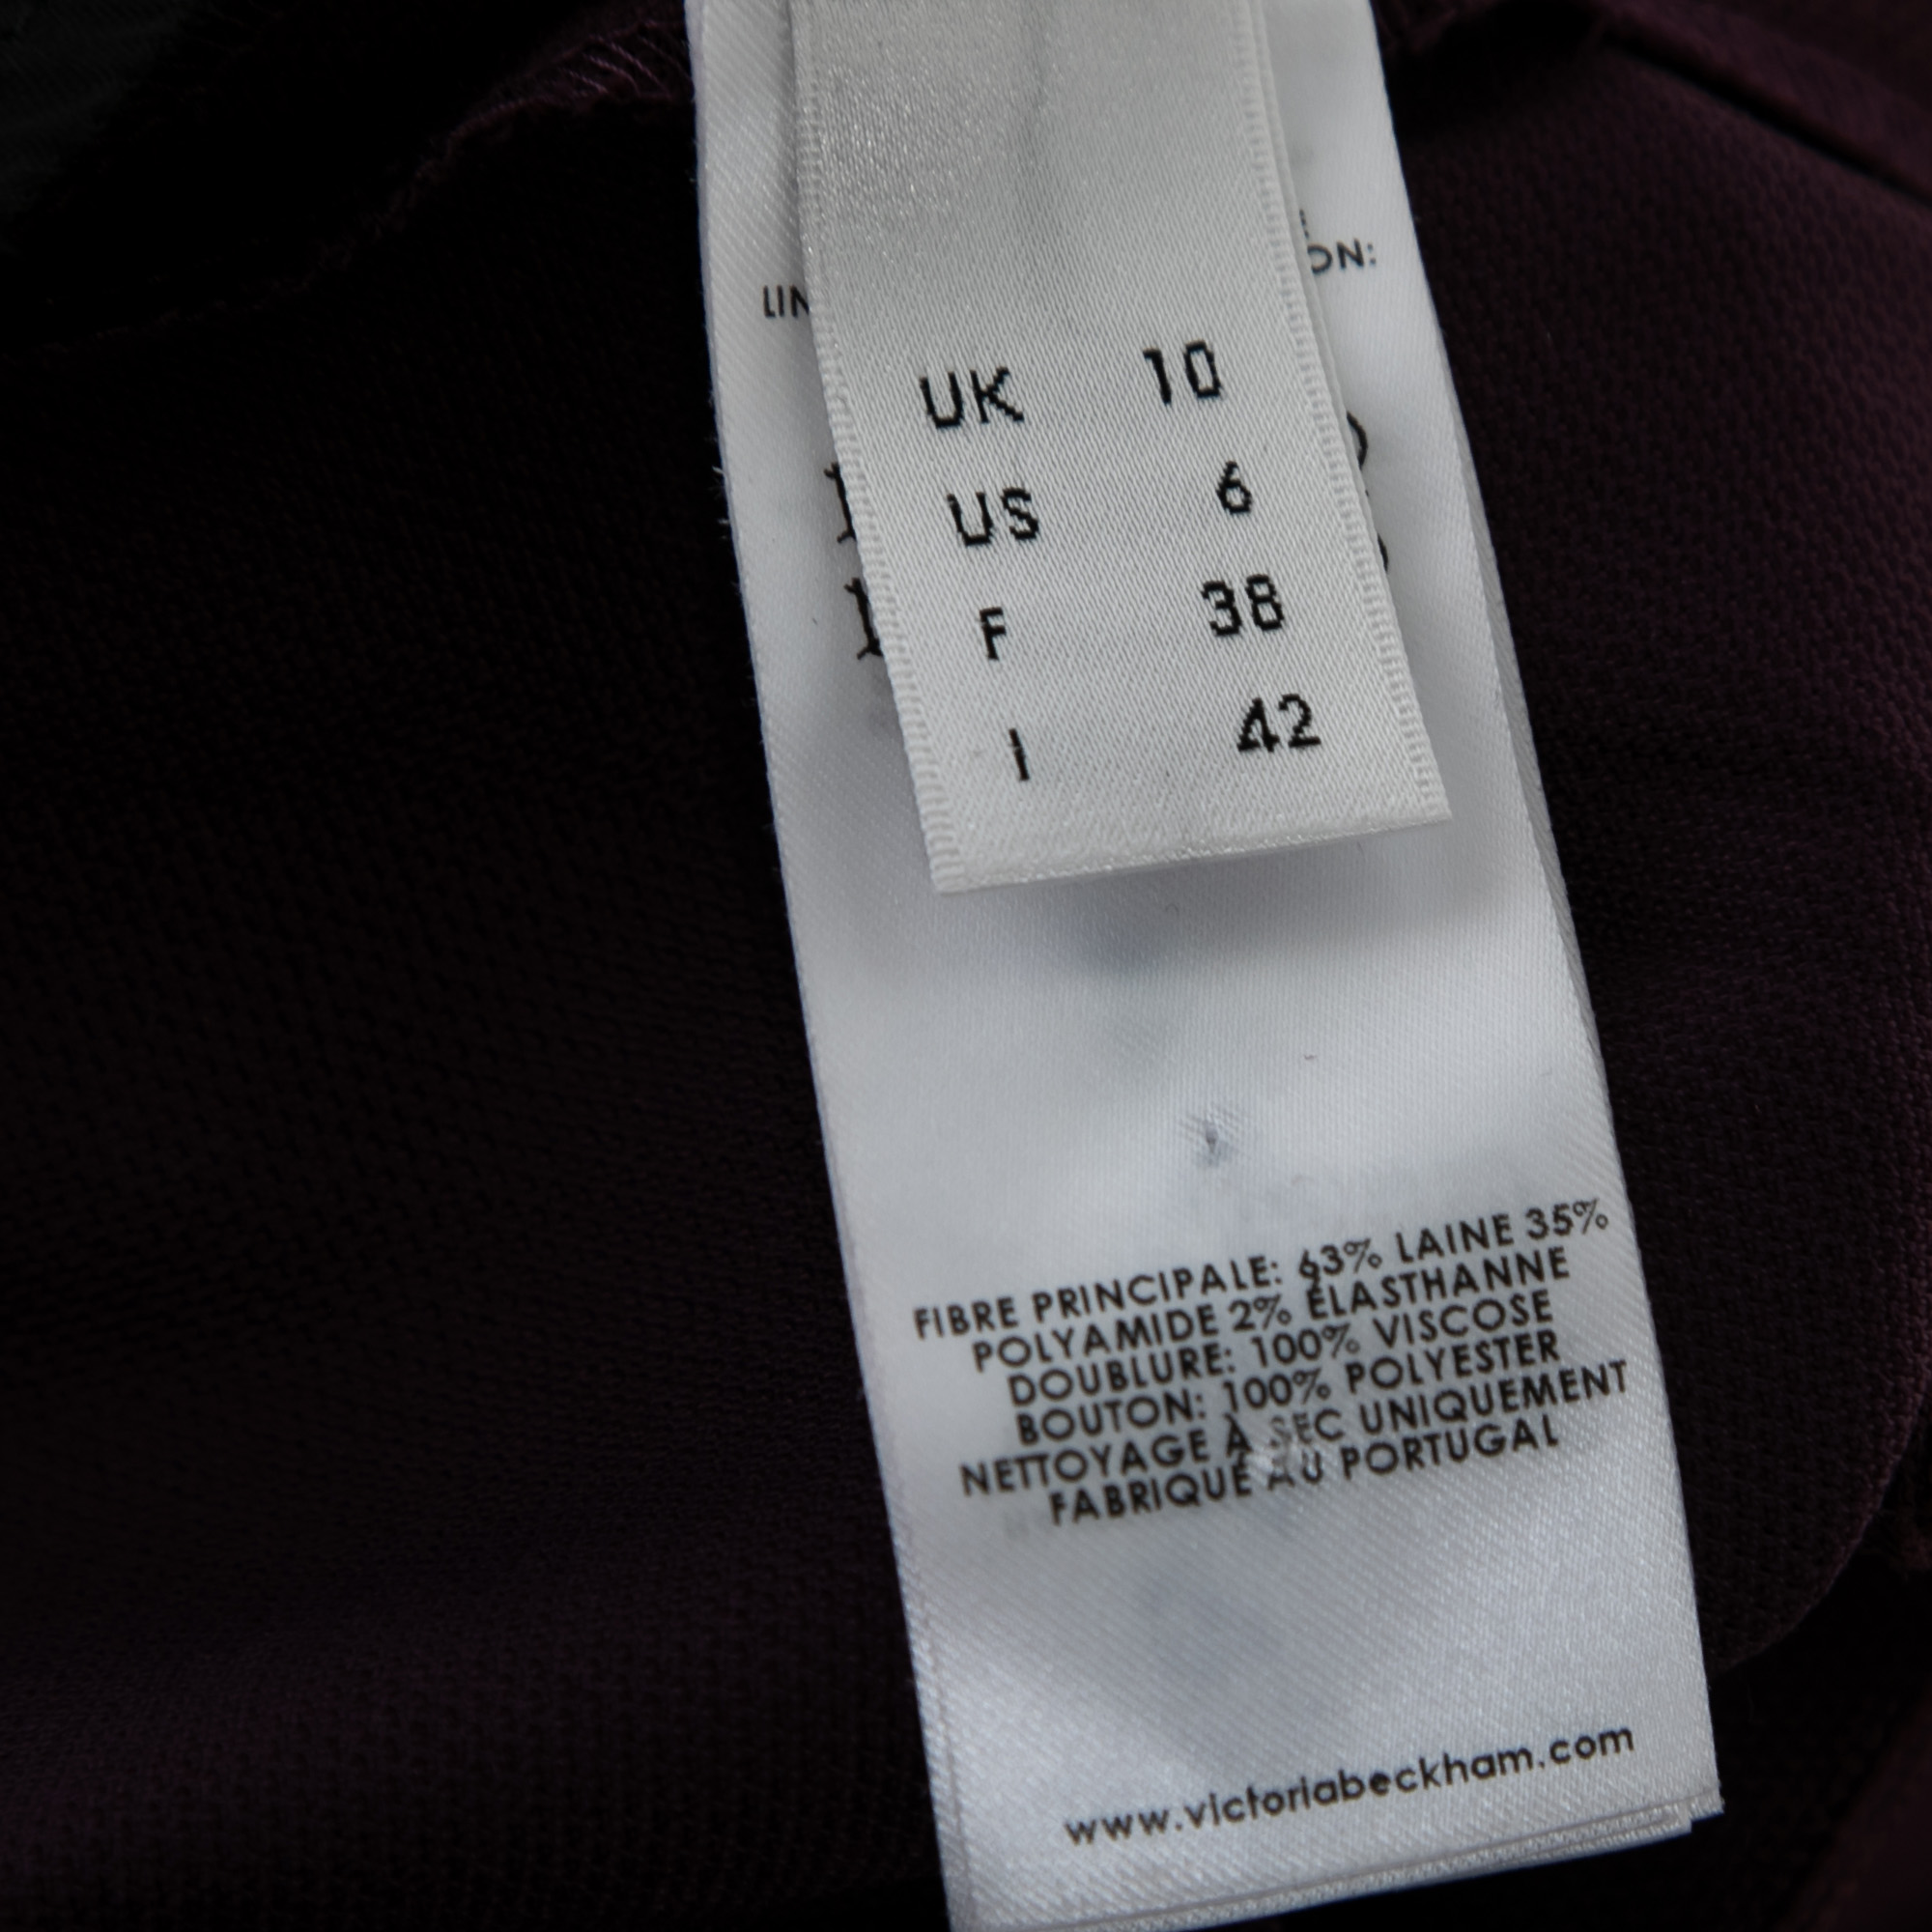 UK 10
US 6
F 38
I 42
FIBRE PRINCIPALE: 63% LAINE 35%
POLYAMIDE 2% ÉLASTHANNE
DOUBLURE: 100% VISCOSE
BOUTON: 100% POLYESTER
NETTOYAGE À SEC UNIQUEMENT
FABRIQUÉ AU PORTUGAL
www.victoriabeckham.com